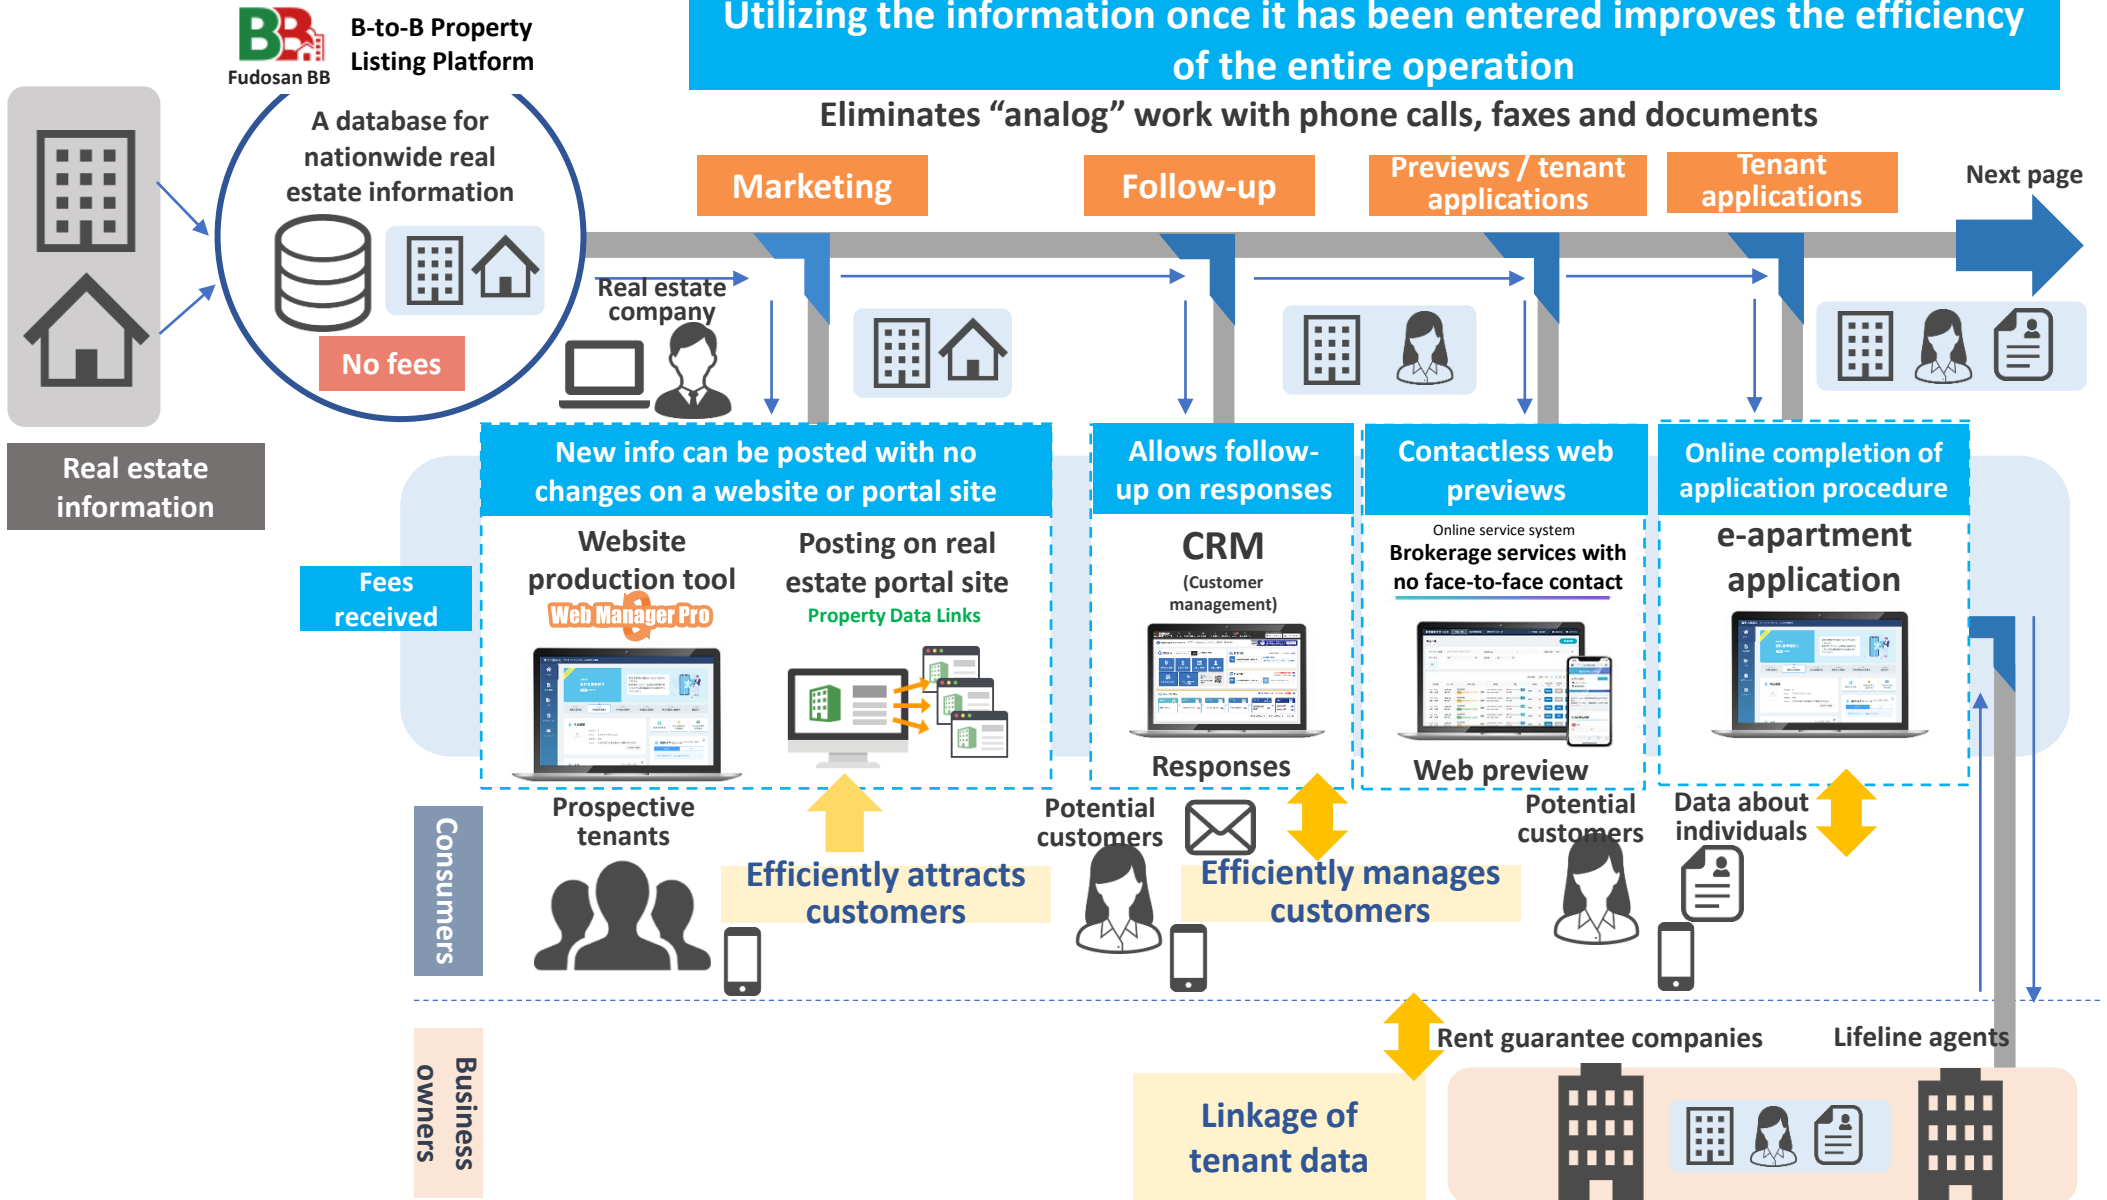 Utilizing the information once it has been entered improves the efficiency
of the entire operation
BB
Fudosan BB
B-to-B Property
Listing Platform
Eliminates “analog” work with phone calls, faxes and documents
A database for
nationwide real
estate information
No fees
Real estate
information
Marketing
Follow-up
Previews / tenant
applications
Tenant
applications
Next page
Real estate
company
New info can be posted with no
changes on a website or portal site
Allows follow-
up on responses
Contactless web
previews
Online completion of
application procedure
Fees
received
Website
production tool
Web Manager Pro
Posting on real
estate portal site
Property Data Links
CRM
(Customer
management)
Online service system
Brokerage services with
no face-to-face contact
e-apartment
application
Responses
Web preview
Consumers
Prospective
tenants
Efficiently attracts
customers
Potential
customers
Efficiently manages
customers
Potential
customers
Data about
individuals
Business
owners
Linkage of
tenant data
Rent guarantee companies
Lifeline agents